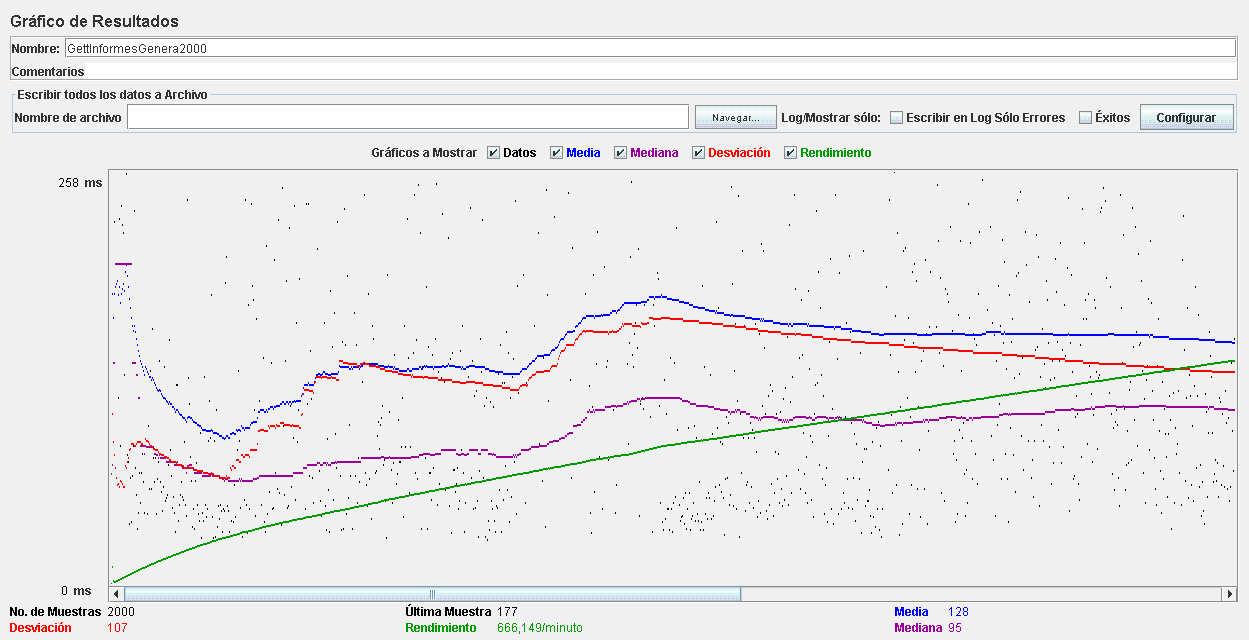 Gráfico de Resultados
Nombre: GettInformesGenera2000
Comentarios
Escribir todos los datos a Archivo
Nombre de archivo Navegar... Log/Mostrar sólo: Escribir en Log Sólo Errores Éxitos Configurar
Gráficos a Mostrar Datos Media Mediana Desviación Rendimiento
258 ms
0 ms
No. de Muestras 2000 Última Muestra 177 Media 128
Desviación 107 Rendimiento 666,149/minuto Mediana 95